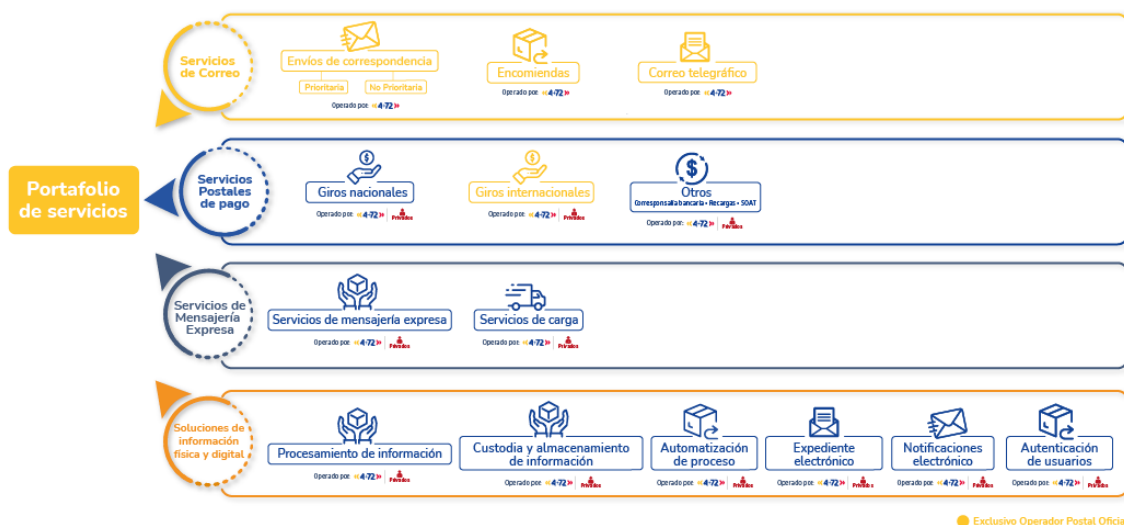 Portafolio
de servicios
Servicios
de Correo
Envíos de correspondencia
Prioritaria
No Prioritaria
Operado por: «4-72»
Encomiendas
Operado por: «4-72»
Correo telegráfico
Operado por: «4-72»
Servicios
Postales
de pago
Giros nacionales
Operado por: «4-72» Privados
Giros internacionales
Operado por: «4-72» Privados
Otros
Corresponsalía bancaria • Recargas • SOAT
Operado por: «4-72» Privados
Servicios de
Mensajería
Expresa
Servicios de mensajería expresa
Operado por: «4-72» Privados
Servicios de carga
Operado por: «4-72» Privados
Soluciones de
información
física y digital
Procesamiento de información
Operado por: «4-72» Privados
Custodia y almacenamiento
de información
Operado por: «4-72» Privados
Automatización
de proceso
Operado por: «4-72» Privados
Expediente
electrónico
Operado por: «4-72» Privados
Notificaciones
electrónico
Operado por: «4-72» Privados
Autenticación
de usuarios
Operado por: «4-72» Privados
Exclusivo Operador Postal Oficia